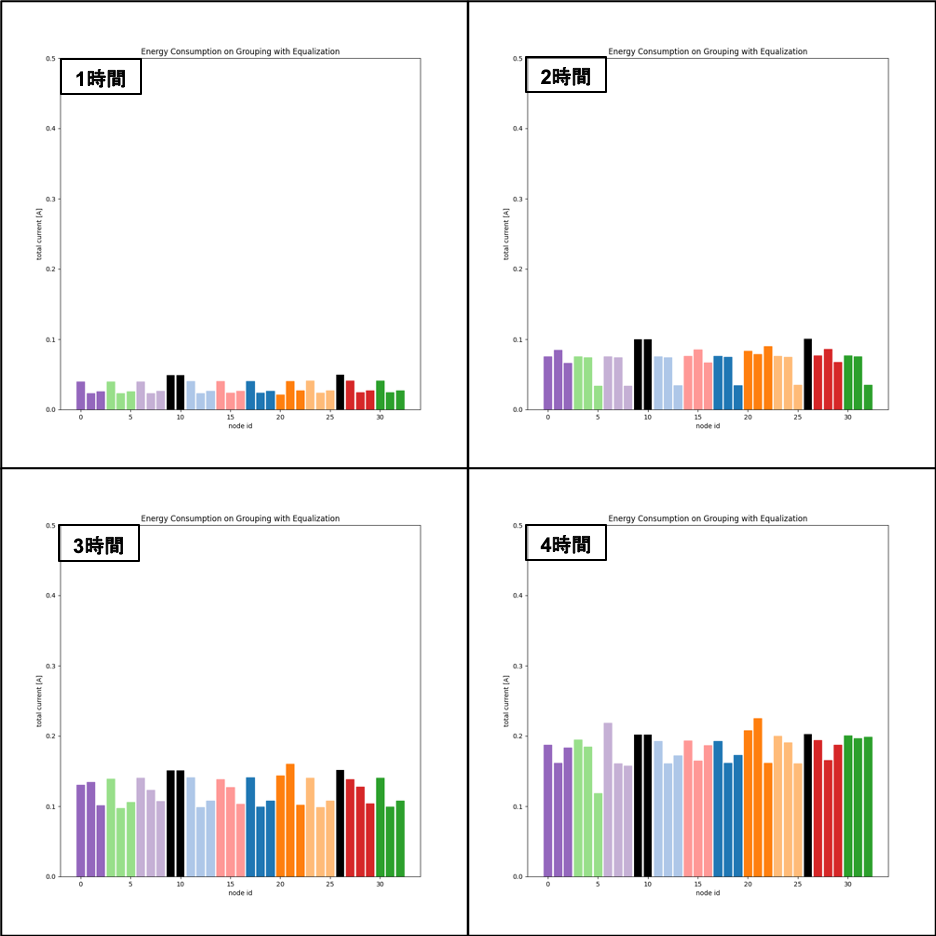 Energy Consumption on Grouping with Equalization
1時間
0.5
0.4
0.3
0.2
0.1
0.0
total current [A]
0 5 10 15 20 25 30
node id
Energy Consumption on Grouping with Equalization
2時間
0.5
0.4
0.3
0.2
0.1
0.0
total current [A]
0 5 10 15 20 25 30
node id
Energy Consumption on Grouping with Equalization
3時間
0.5
0.4
0.3
0.2
0.1
0.0
total current [A]
0 5 10 15 20 25 30
node id
Energy Consumption on Grouping with Equalization
4時間
0.5
0.4
0.3
0.2
0.1
0.0
total current [A]
0 5 10 15 20 25 30
node id